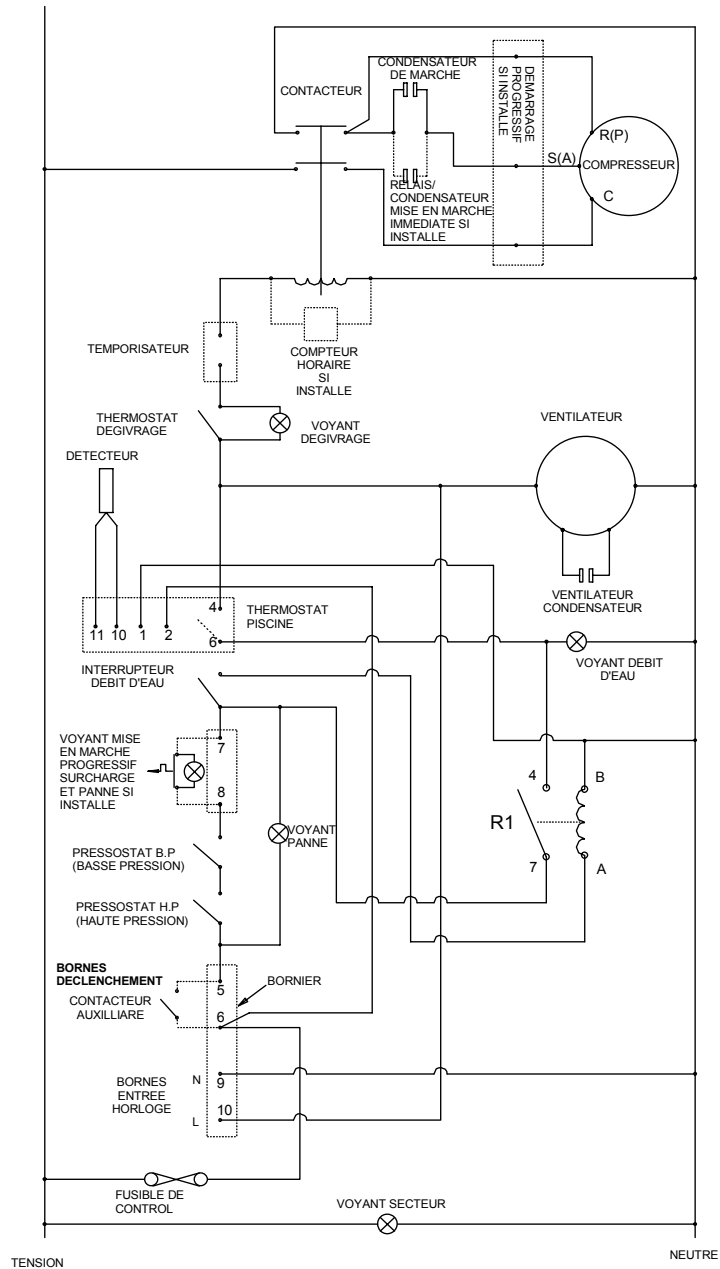 CONTACTEUR
CONDENSATEUR
DE MARCHE
DEMARRAGE
PROGRESSIF
SI INSTALLE
R(P)
S(A)
COMPRESSEUR
C
RELAIS/
CONDENSATEUR
MISE EN MARCHE
IMMEDIATE SI
INSTALLE
TEMPORISATEUR
COMPTEUR
HORAIRE
SI
INSTALLE
THERMOSTAT
DEGIVRAGE
VOYANT
DEGIVRAGE
VENTILATEUR
DETECTEUR
VENTILATEUR
CONDENSATEUR
4
THERMOSTAT
PISCINE
11 10 1 2 6
VOYANT DEBIT
D'EAU
INTERRUPTEUR
DEBIT D'EAU
VOYANT MISE
EN MARCHE
PROGRESSIF
SURCHARGE
ET PANNE SI
INSTALLE
7
8
VOYANT
PANNE
4
B
R1
7
A
PRESSOSTAT B.P
(BASSE PRESSION)
PRESSOSTAT H.P
(HAUTE PRESSION)
BORNES
DECLENCHEMENT
CONTACTEUR
AUXILLIARE
5
6
BORNIER
BORNES
ENTREE
HORLOGE
N 9
L 10
FUSIBLE DE
CONTROL
VOYANT SECTEUR
TENSION
NEUTRE